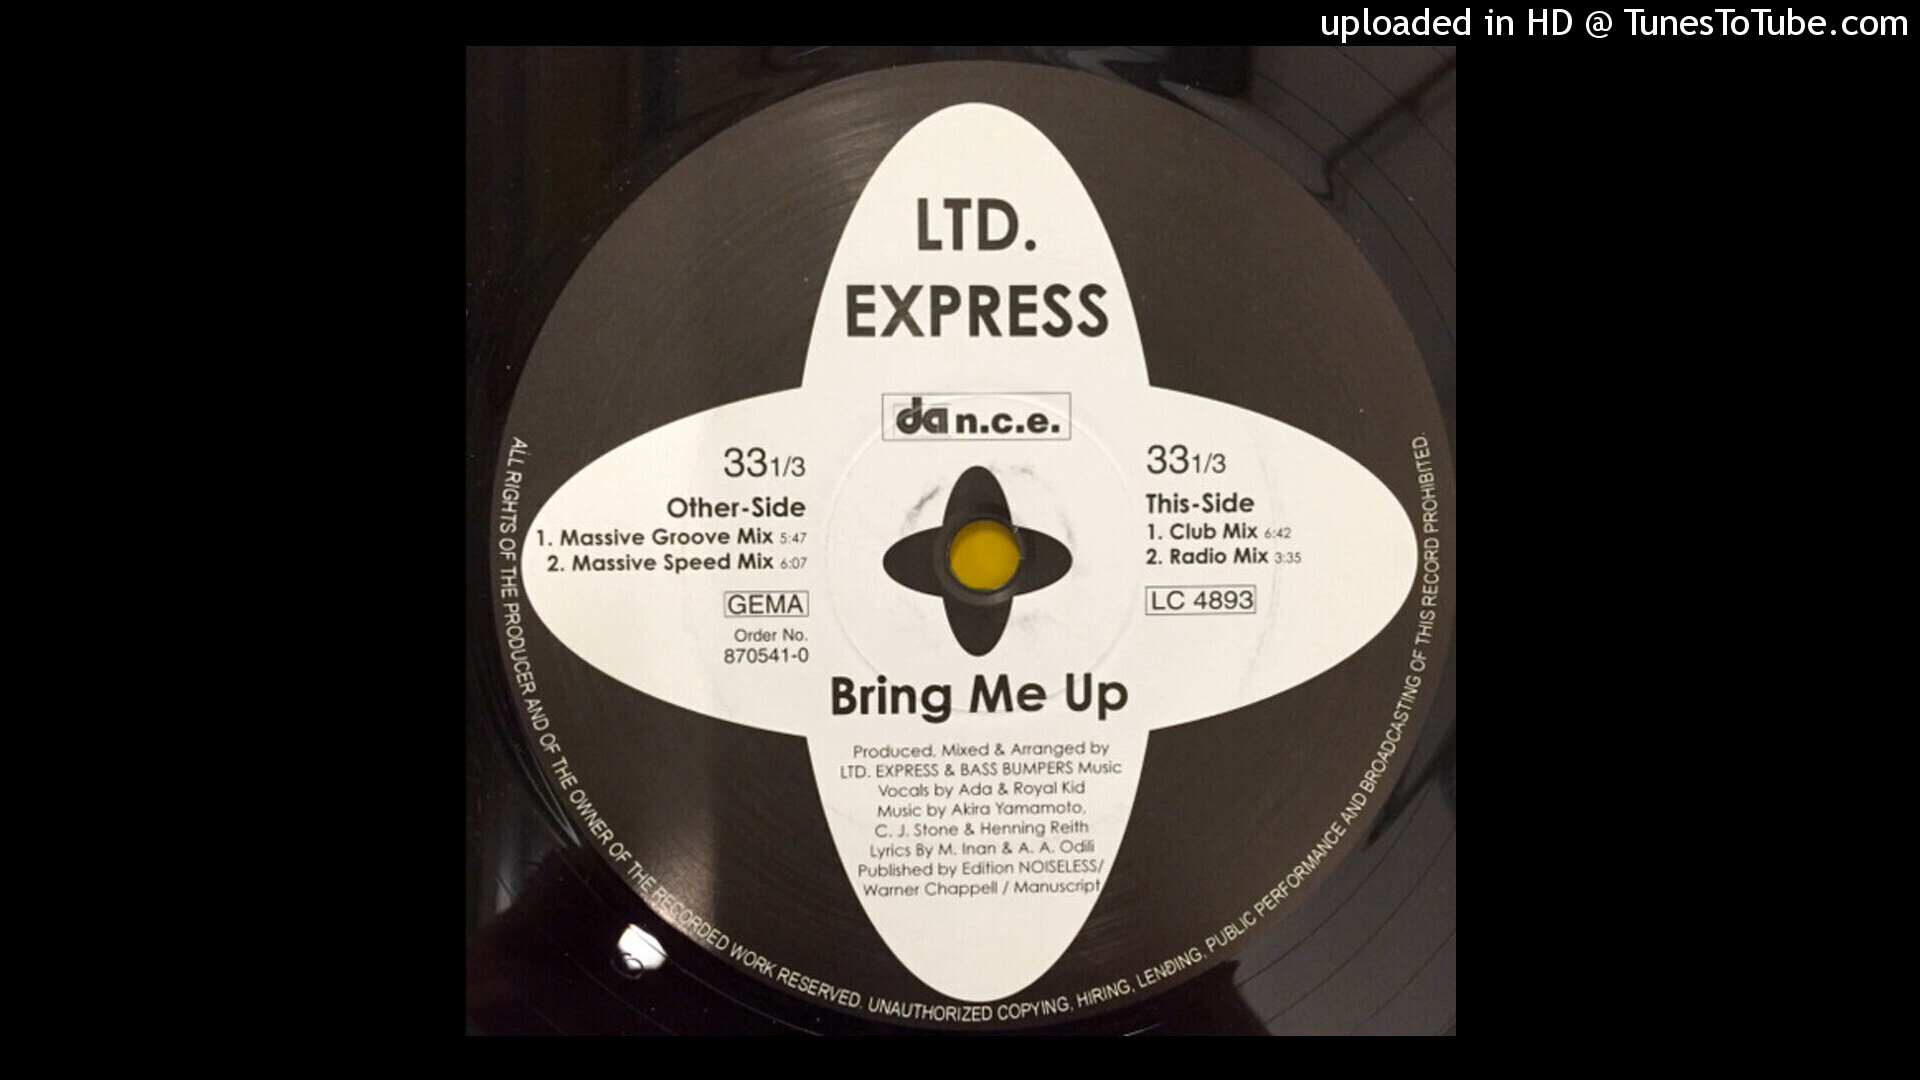 uploaded in HD @ TunesToTube.com
LTD.
EXPRESS
dan.c.e.
33 1/3
Other-Side
1. Massive Groove Mix 5:47
2. Massive Speed Mix 6:07
GEMA
Order No.
870541-0
33 1/3
This-Side
1. Club Mix 6:42
2. Radio Mix 3:35
LC 4893
Bring Me Up
Produced, Mixed & Arranged by
LTD. EXPRESS & BASS BUMPERS Music
Vocals by Ada & Royal Kid
Music by Akira Yamamoto,
C. J. Stone & Henning Reith
Lyrics By M. Inan & A. A. Odili
Published by Edition NOISELESS/
Warner Chappell / Manuscript
ALL RIGHTS OF THE PRODUCER AND OF THE OWNER OF THE RECORDED WORK RESERVED. UNAUTHORIZED COPYING, HIRING, LENDING, PUBLIC PERFORMANCE AND BROADCASTING OF THIS RECORD PROHIBITED.